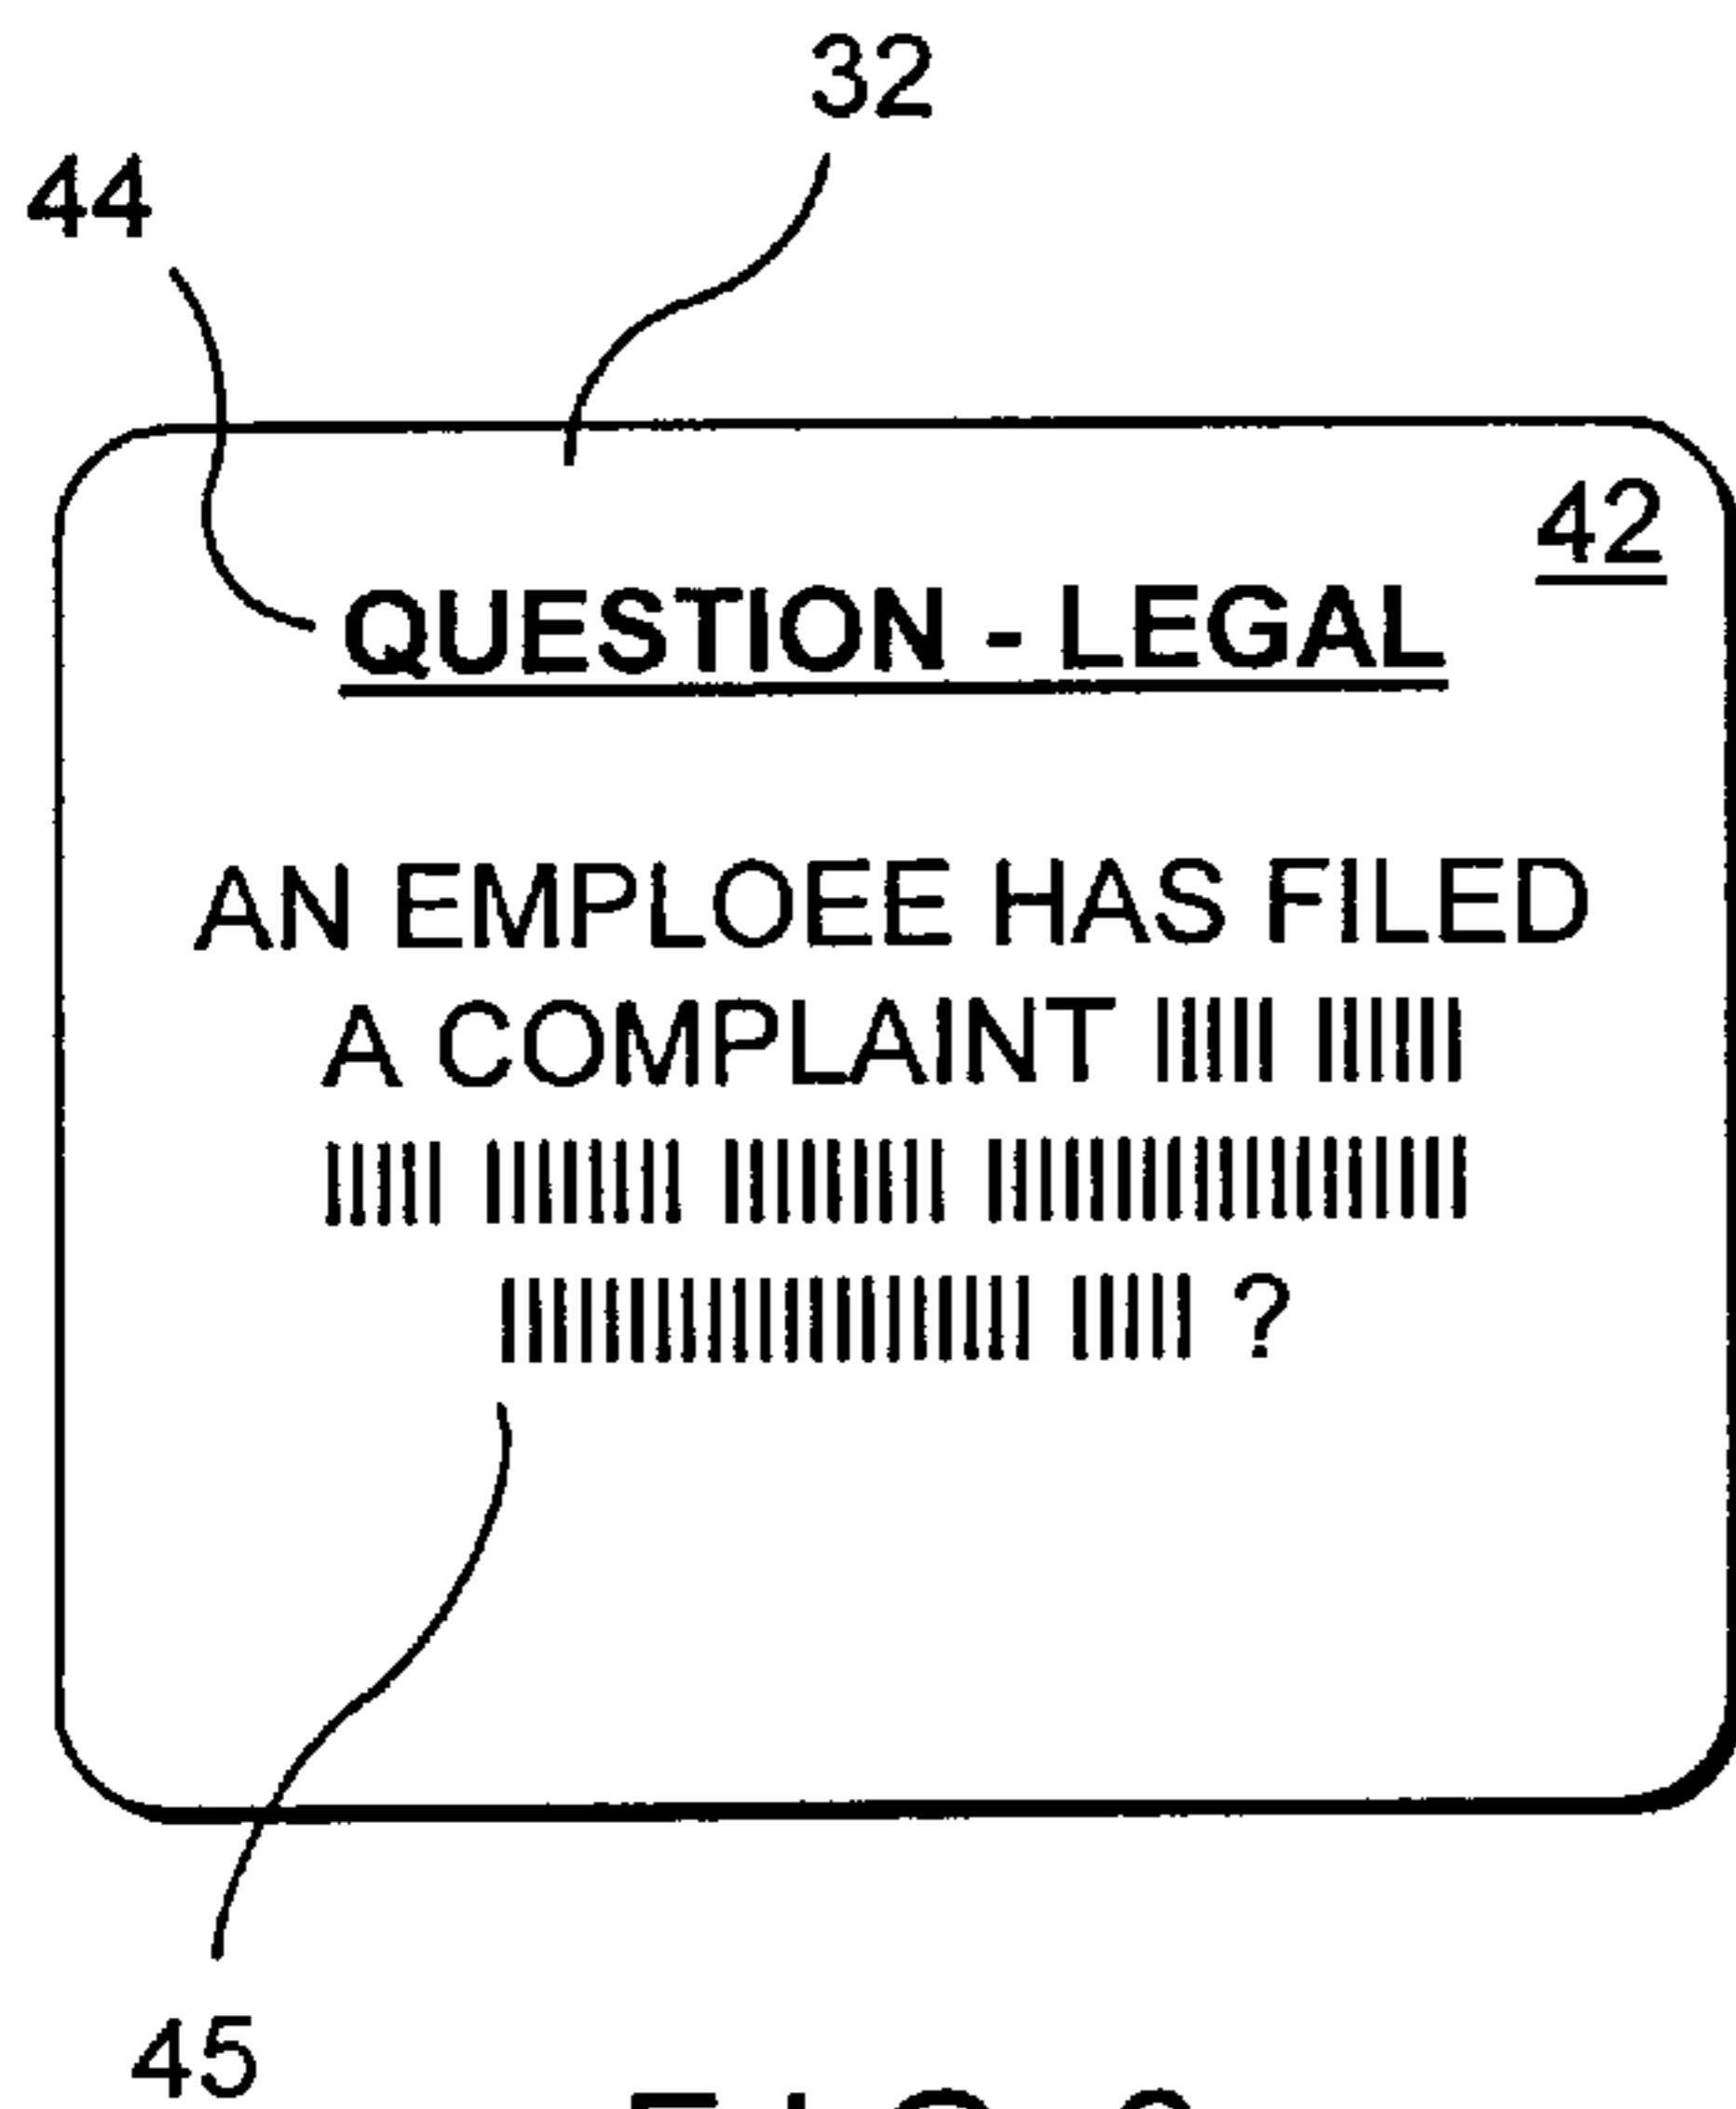 32
44
42
QUESTION - LEGAL
AN EMPLOEE HAS FILED
A COMPLAINT
?
45